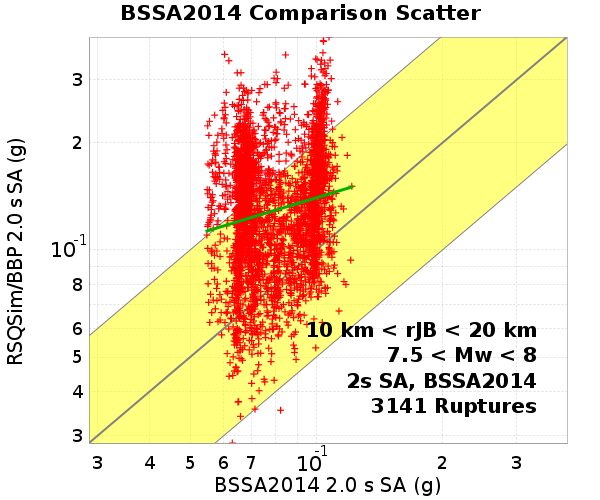 BSSA2014 Comparison Scatter
RSQSim/BBP 2.0 s SA (g)
3
2
10-1
8
6
5
4
3
10 km < rJB < 20 km
7.5 < Mw < 8
2s SA, BSSA2014
3141 Ruptures
3 4 5 6 7 10-1 2 3
BSSA2014 2.0 s SA (g)